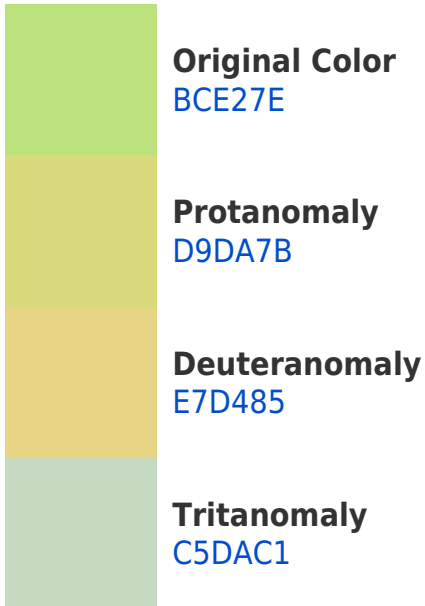 Original Color
BCE27E
Protanomaly
D9DA7B
Deuteranomaly
E7D485
Tritanomaly
C5DAC1